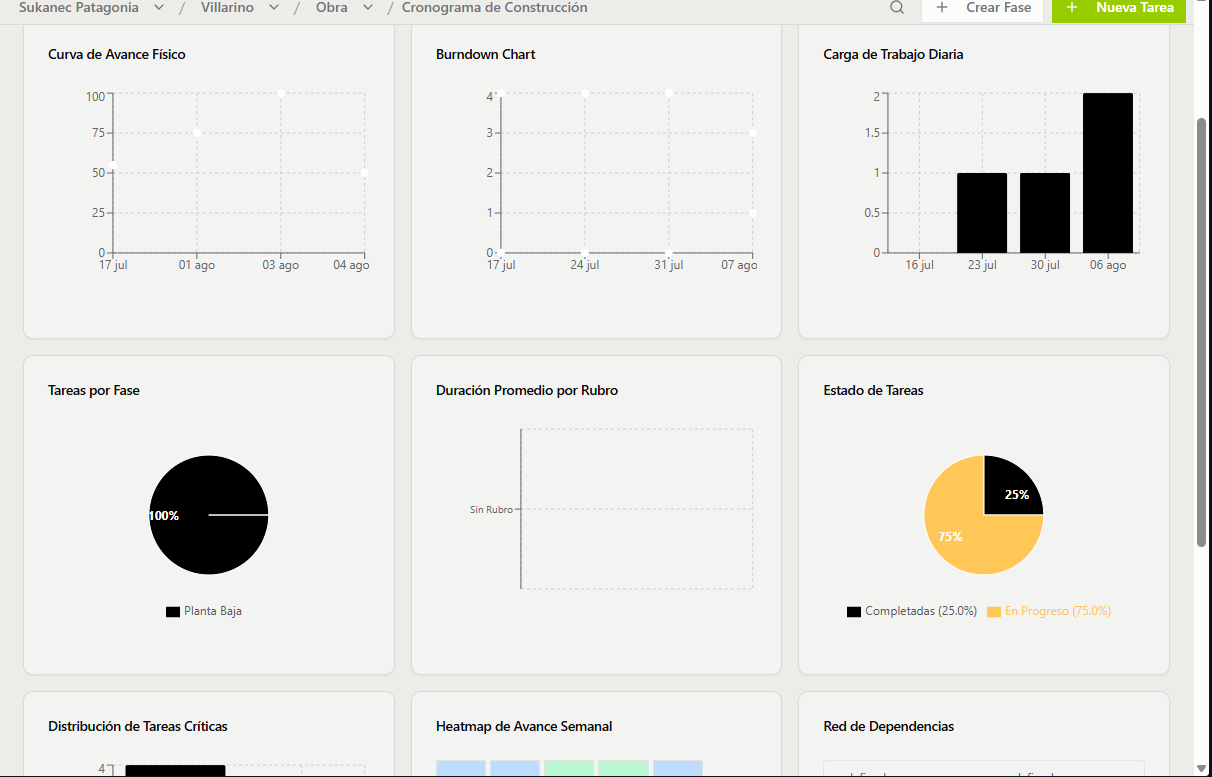 Sukanec Patagonia / Villarino / Obra / Cronograma de Construcción
Crear Fase
Nueva Tarea
Curva de Avance Físico
100
75
50
25
0
17 jul 01 ago 03 ago 04 ago
Burndown Chart
4
3
2
1
0
17 jul 24 jul 31 jul 07 ago
Carga de Trabajo Diaria
2
1.5
1
0.5
0
16 jul 23 jul 30 jul 06 ago
Tareas por Fase
100%
Planta Baja
Duración Promedio por Rubro
Sin Rubro
Estado de Tareas
25%
75%
Completadas (25.0%) En Progreso (75.0%)
Distribución de Tareas Críticas
4
Heatmap de Avance Semanal
Red de Dependencias